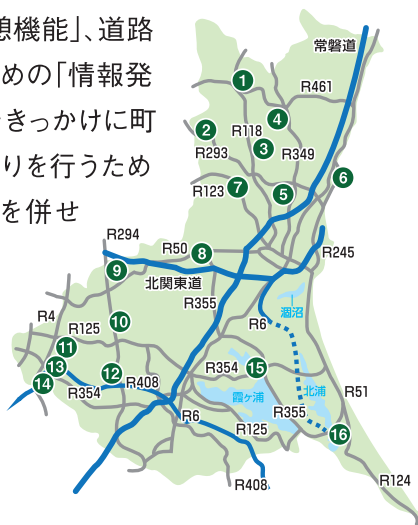 憩機能」、道路
めの「情報発
きっかけに町
りを行うため
を併せ
常磐道
1
R461
4
2
R118
3
R293
R349
6
R123
7
5
R294
R50
8
R245
9
北関東道
R355
涸沼
R4
R125
10
R6
11
13
12
R408
R354
15
14
R354
霞ヶ浦
北浦
R51
R6
R125
R355
16
R408
R124